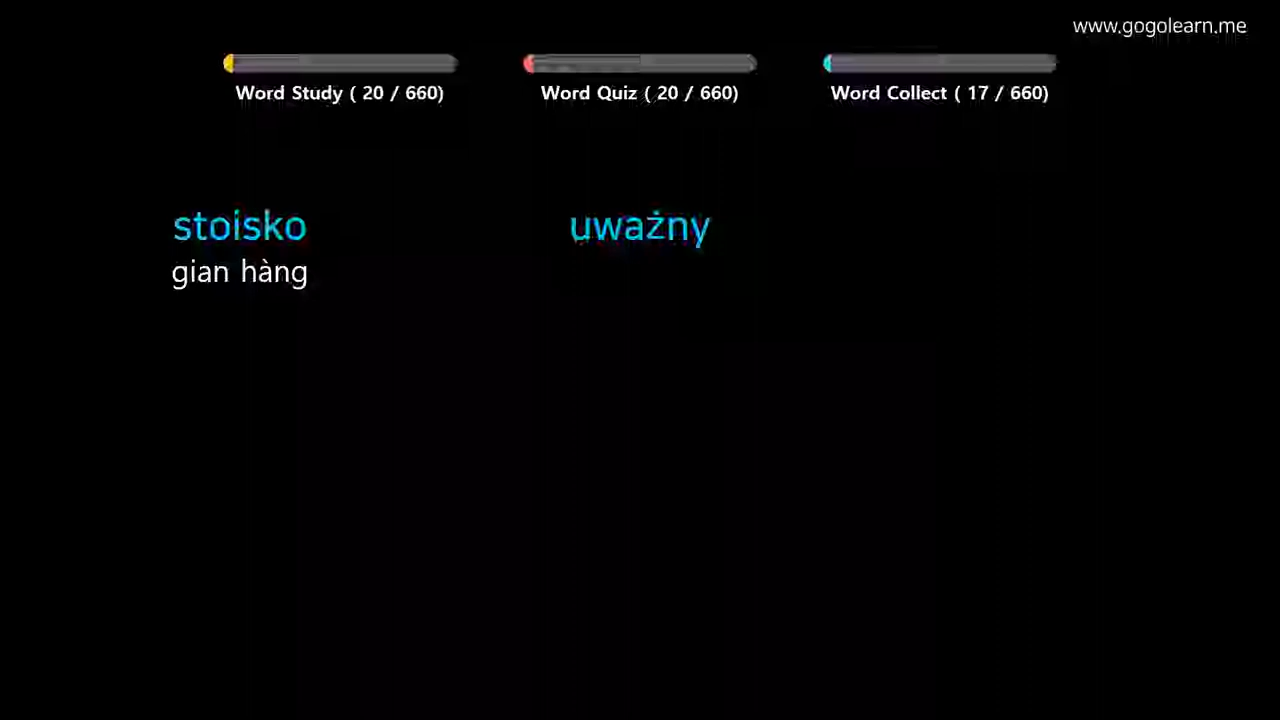 www.gogolearn.me
Word Study ( 20 / 660)
Word Quiz ( 20 / 660)
Word Collect ( 17 / 660)
stoisko
gian hàng
uważny